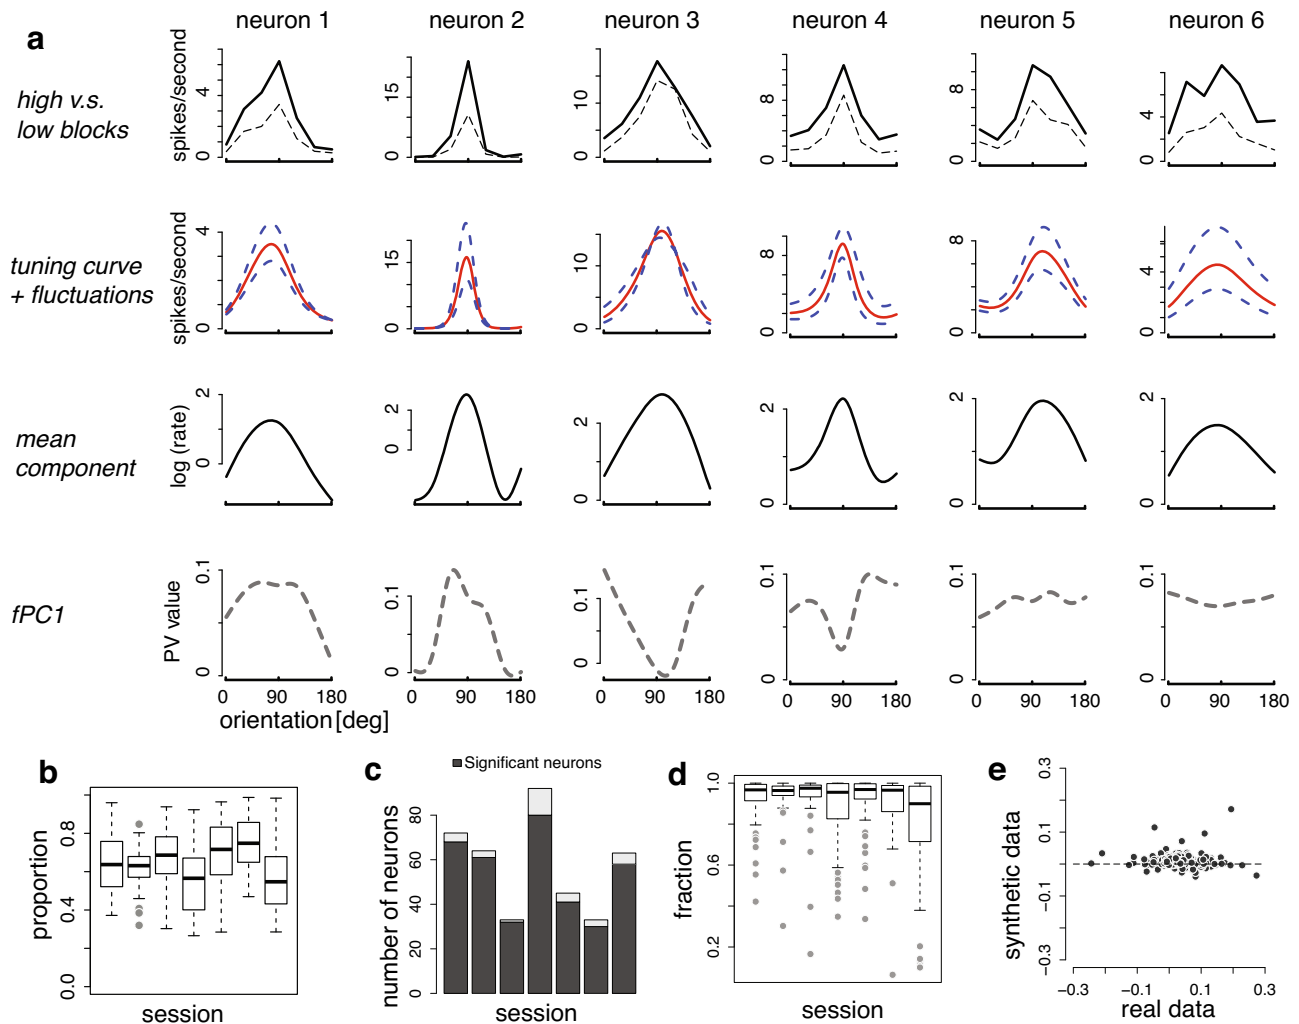 neuron 1 neuron 2 neuron 3 neuron 4 neuron 5 neuron 6
a
high v.s.
low blocks
spikes/second
0 4
0 15
0 10
0 8
0 8
0 4
tuning curve
+ fluctuations
spikes/second
0 4
0 15
0 10
0 8
0 8
0 4
mean
component
log (rate)
0 2
0 2
0 2
0 2
0 2
0 2
fPC1
PV value
0 0.1
0 0.1
0 0.1
0 0.1
0 0.1
0 0.1
0 90 180
0 90 180
0 90 180
0 90 180
0 90 180
0 90 180
orientation [deg]
b
proportion
0.0 0.4 0.8
session
c
Significant neurons
number of neurons
0 20 40 60 80
session
d
fraction
0.2 0.6 1.0
session
e
synthetic data
−0.3 −0.1 0.1 0.3
−0.3 −0.1 0.1 0.3
real data